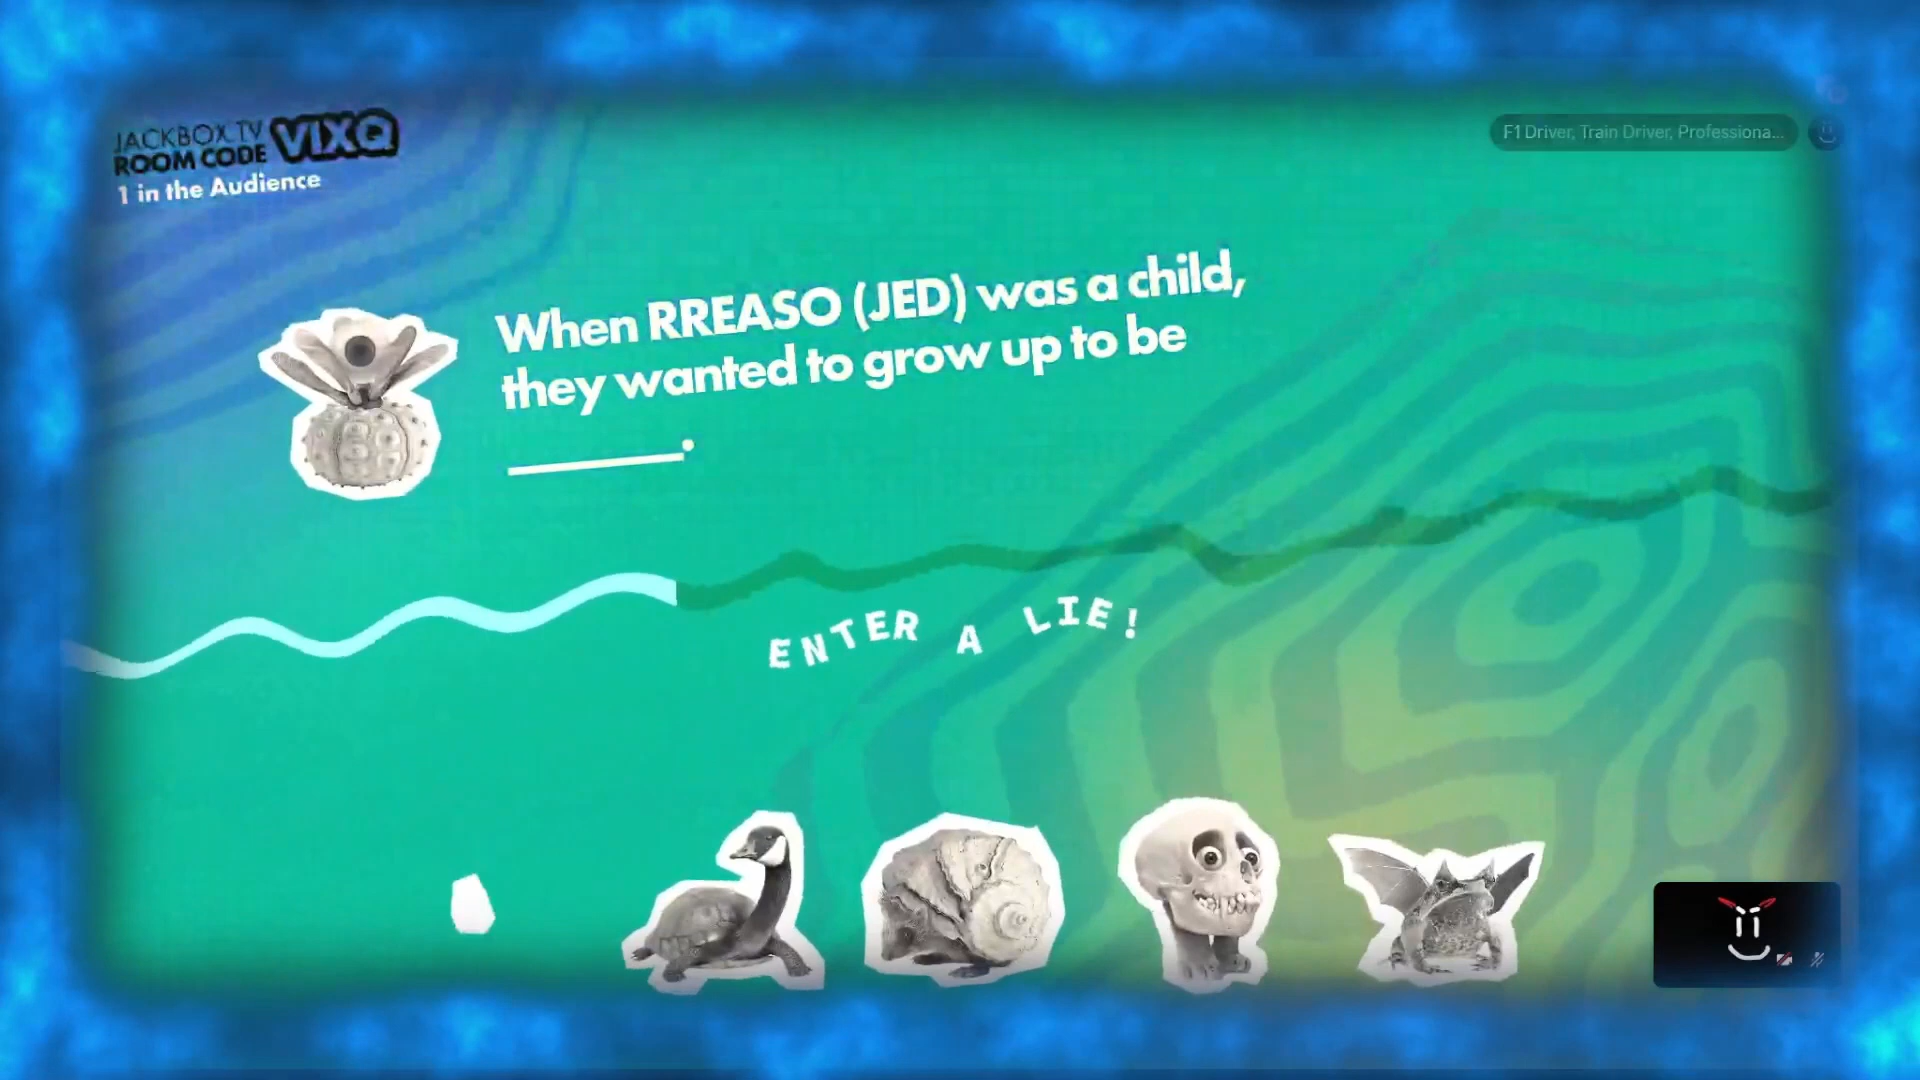 JACKBOX.TV
ROOM CODE VIXQ
1 in the Audience
F1 Driver, Train Driver, Professiona...
When RREASO (JED) was a child,
they wanted to grow up to be
________.
ENTER A LIE!